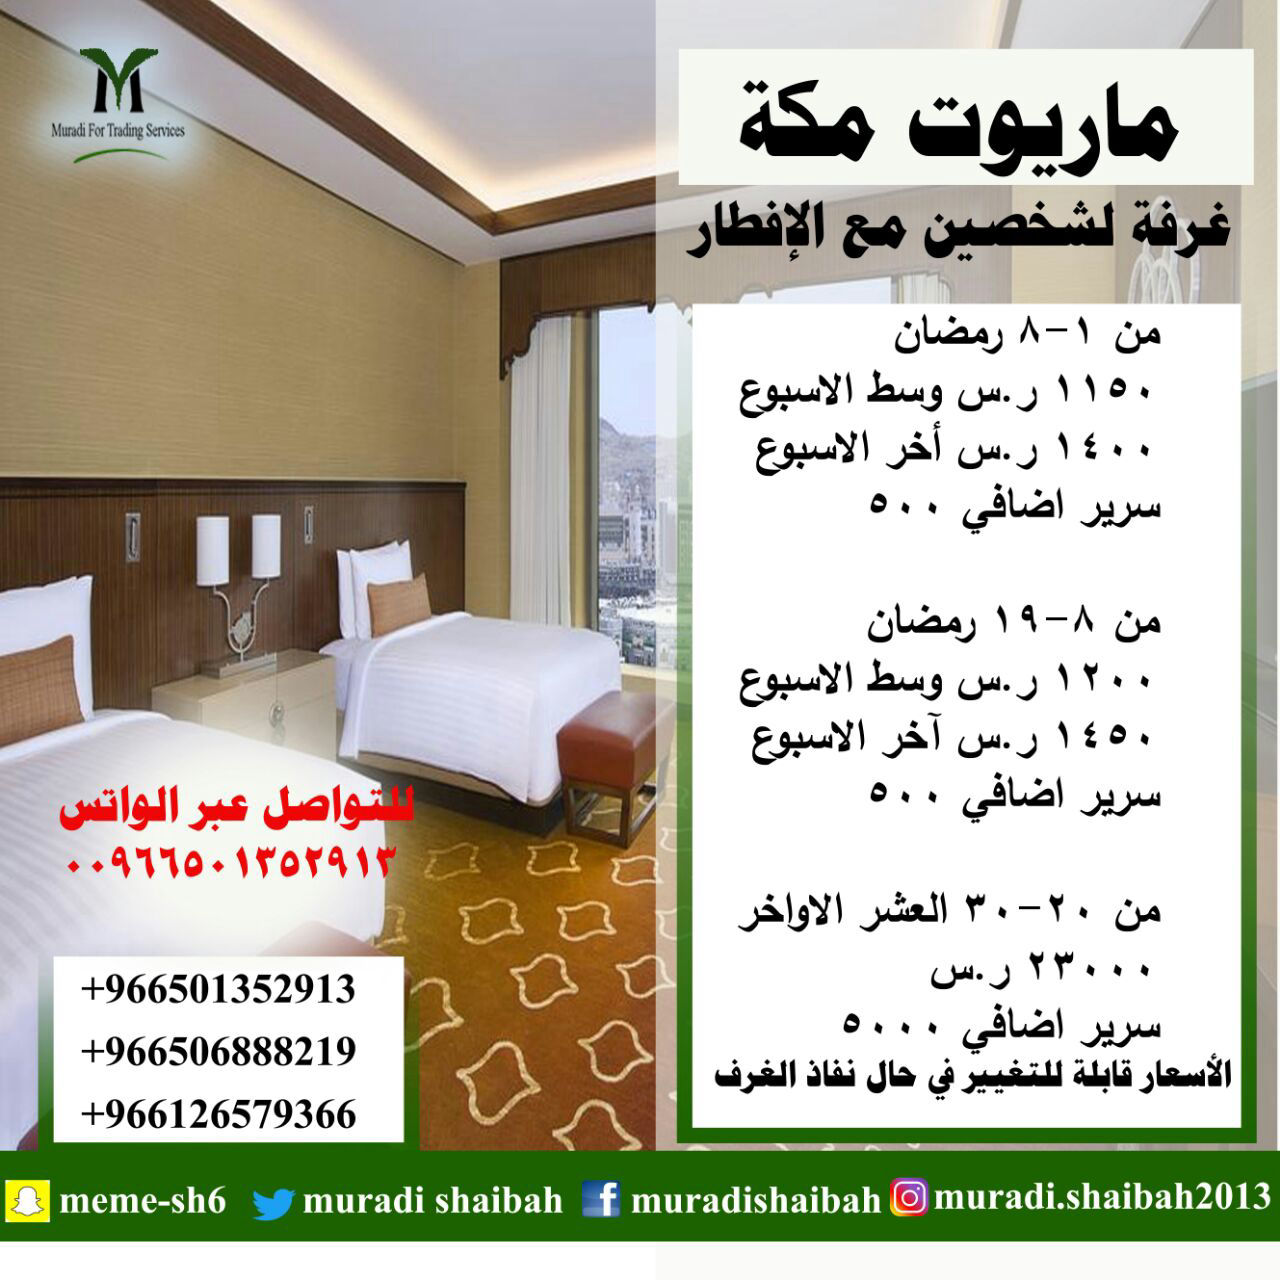 Muradi For Trading Services
ماريوت مكة
غرفة لشخصين مع الإفطار
من ١-٨ رمضان
١١٥٠ ر.س وسط الاسبوع
١٤٠٠ ر.س أخر الاسبوع
سرير اضافي ٥٠٠
من ٨-١٩ رمضان
١٢٠٠ ر.س وسط الاسبوع
١٤٥٠ ر.س آخر الاسبوع
سرير اضافي ٥٠٠
من ٢٠-٣٠ العشر الاواخر
٢٣٠٠٠ ر.س
سرير اضافي ٥٠٠٠
الأسعار قابلة للتغيير في حال نفاذ الغرف
للتواصل عبر الواتس
٠٠٩٦٦٥٠١٣٥٢٩١٣
+966501352913
+966506888219
+966126579366
meme-sh6 muradi shaibah muradishaibah muradi.shaibah2013